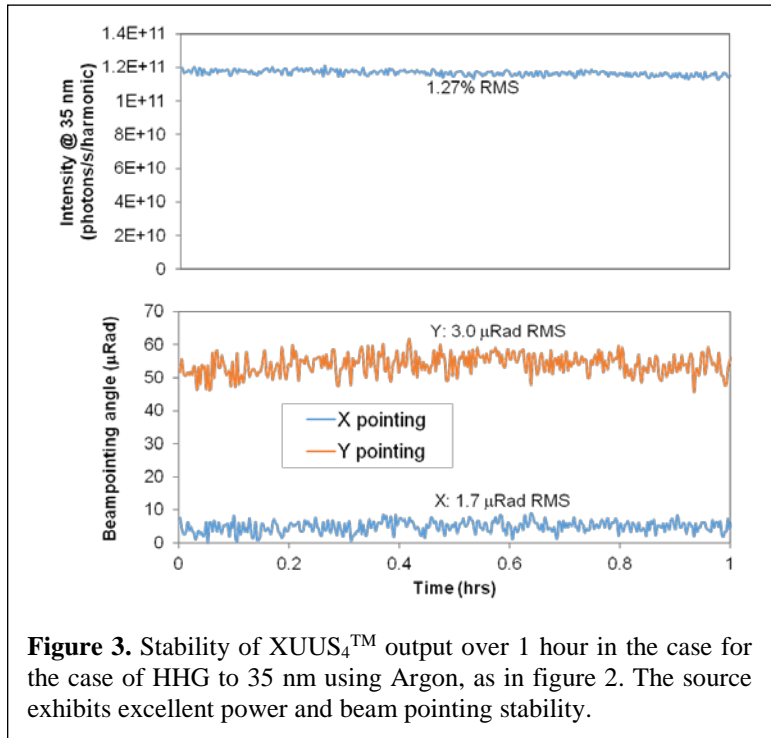 1.4E+11
1.2E+11
1E+11
8E+10
6E+10
4E+10
2E+10
0
Intensity @ 35 nm
(photons/s/harmonic)
1.27% RMS
70
60
50
40
30
20
10
0
Beampointing angle (µRad)
Y: 3.0 µRad RMS
X pointing
Y pointing
X: 1.7 µRad RMS
0 0.2 0.4 0.6 0.8 1
Time (hrs)
Figure 3. Stability of XUUS₄™ output over 1 hour in the case for
the case of HHG to 35 nm using Argon, as in figure 2. The source
exhibits excellent power and beam pointing stability.